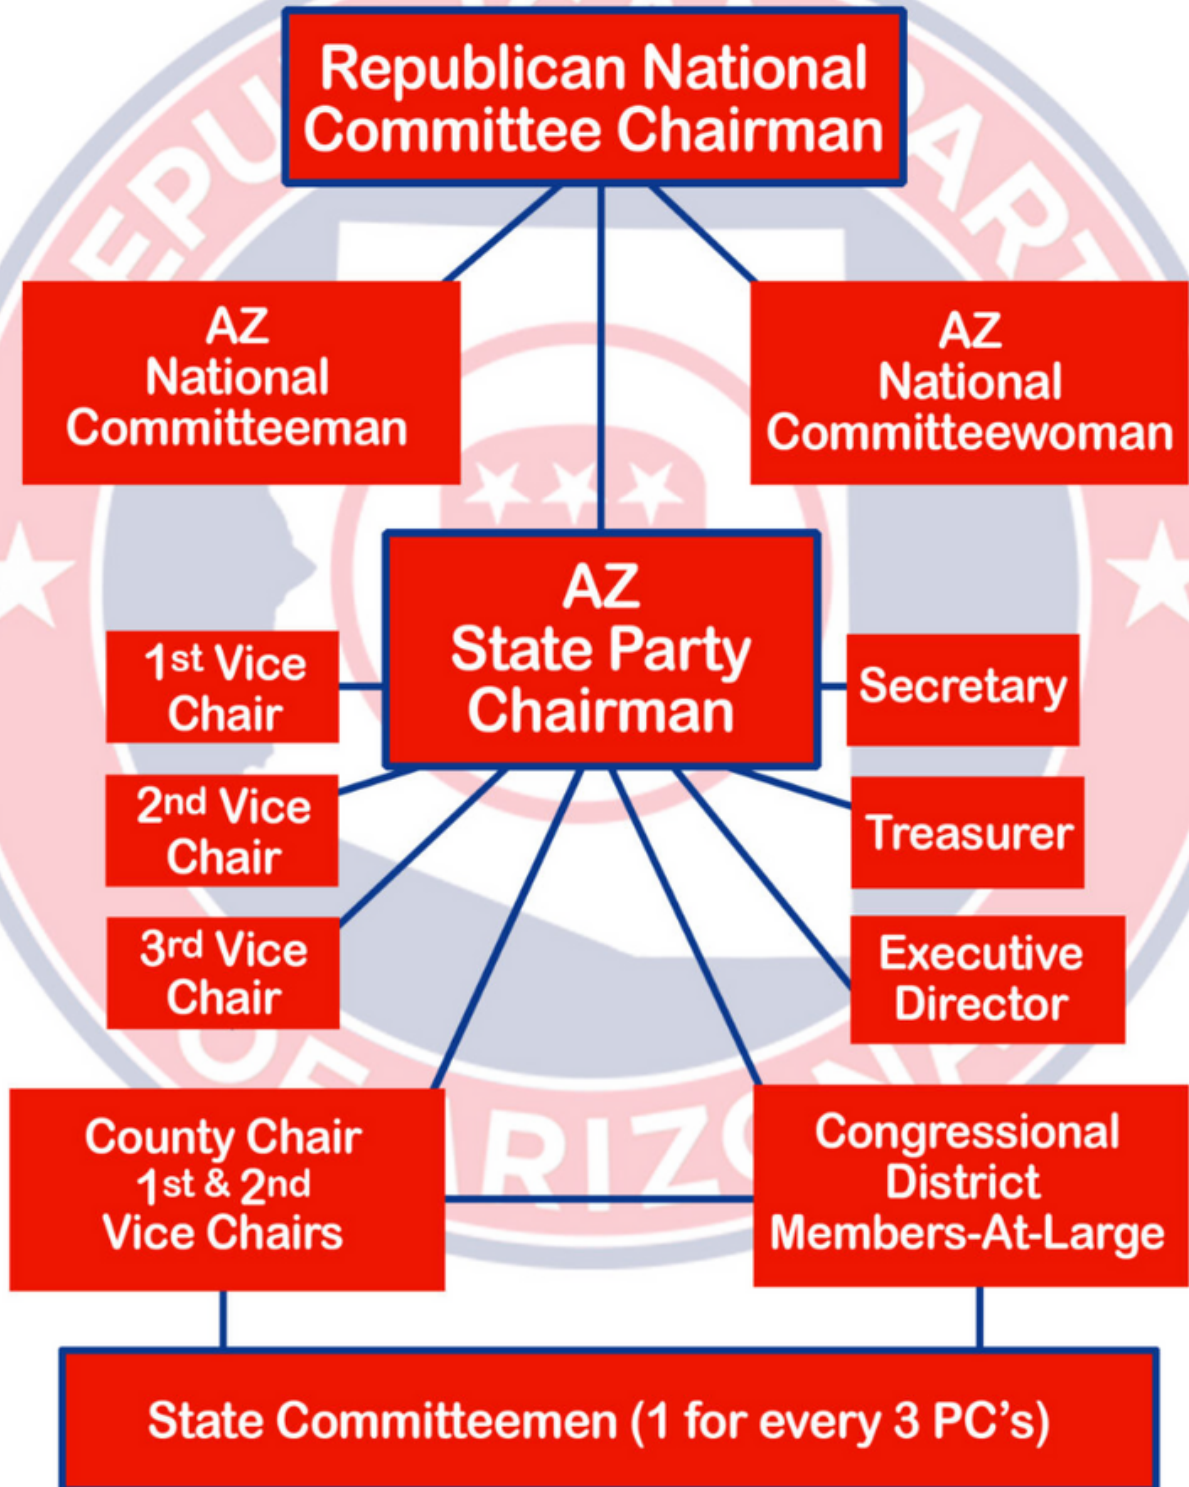 Republican National
Committee Chairman
AZ
National
Committeeman
AZ
National
Committeewoman
AZ
State Party
Chairman
1st Vice
Chair
2nd Vice
Chair
3rd Vice
Chair
Secretary
Treasurer
Executive
Director
County Chair
1st & 2nd
Vice Chairs
Congressional
District
Members-At-Large
State Committeemen (1 for every 3 PC’s)